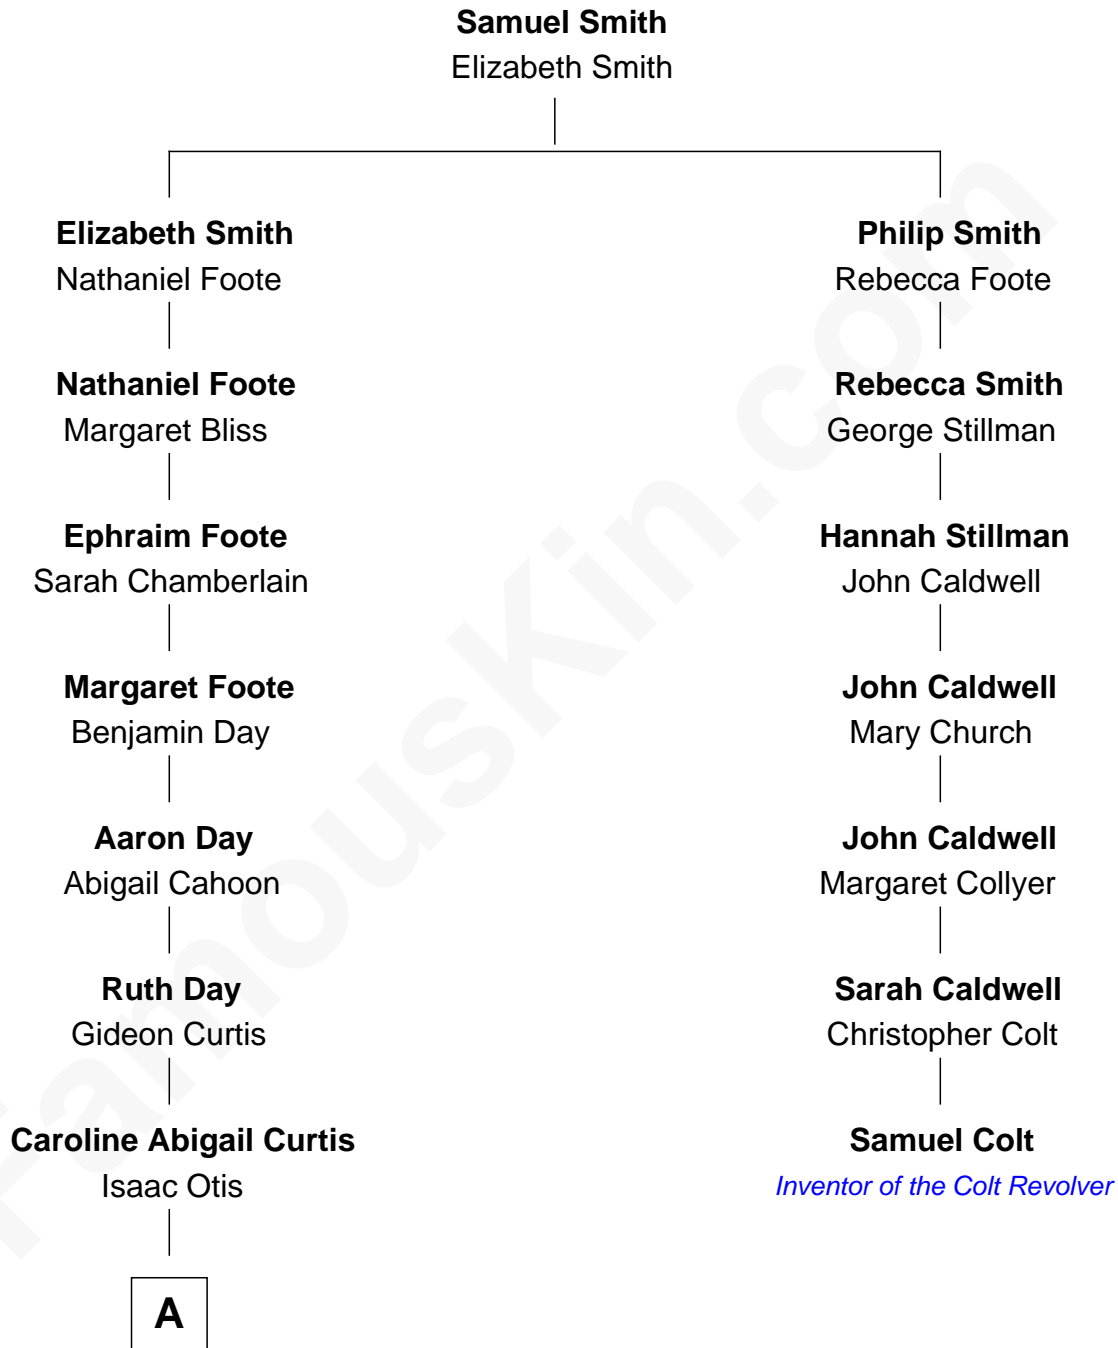 Samuel Smith
Elizabeth Smith
Elizabeth Smith
Nathaniel Foote
Nathaniel Foote
Margaret Bliss
Ephraim Foote
Sarah Chamberlain
Margaret Foote
Benjamin Day
Aaron Day
Abigail Cahoon
Ruth Day
Gideon Curtis
Caroline Abigail Curtis
Isaac Otis
A
Philip Smith
Rebecca Foote
Rebecca Smith
George Stillman
Hannah Stillman
John Caldwell
John Caldwell
Mary Church
John Caldwell
Margaret Collyer
Sarah Caldwell
Christopher Colt
Samuel Colt
Inventor of the Colt Revolver
FamousKin.com